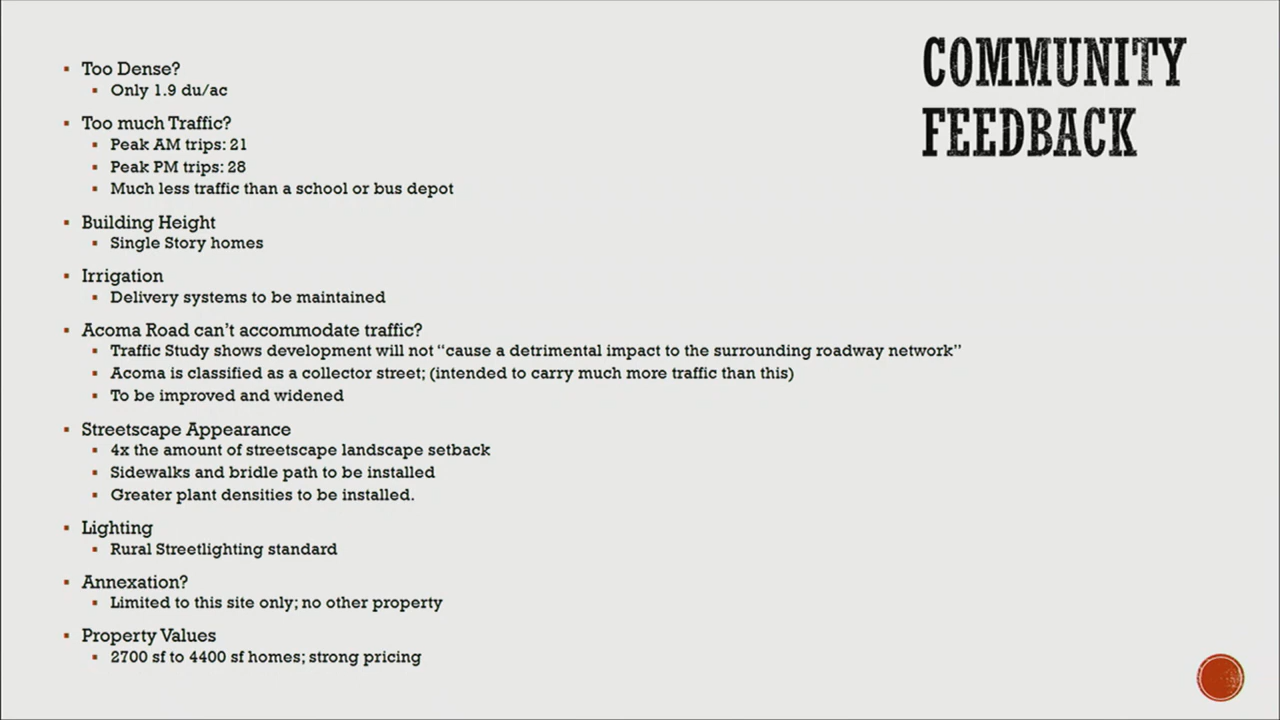 COMMUNITY
FEEDBACK
Too Dense?
Only 1.9 du/ac
Too much Traffic?
Peak AM trips: 21
Peak PM trips: 28
Much less traffic than a school or bus depot
Building Height
Single Story homes
Irrigation
Delivery systems to be maintained
Acoma Road can’t accommodate traffic?
Traffic Study shows development will not “cause a detrimental impact to the surrounding roadway network”
Acoma is classified as a collector street; (intended to carry much more traffic than this)
To be improved and widened
Streetscape Appearance
4x the amount of streetscape landscape setback
Sidewalks and bridle path to be installed
Greater plant densities to be installed.
Lighting
Rural Streetlighting standard
Annexation?
Limited to this site only; no other property
Property Values
2700 sf to 4400 sf homes; strong pricing